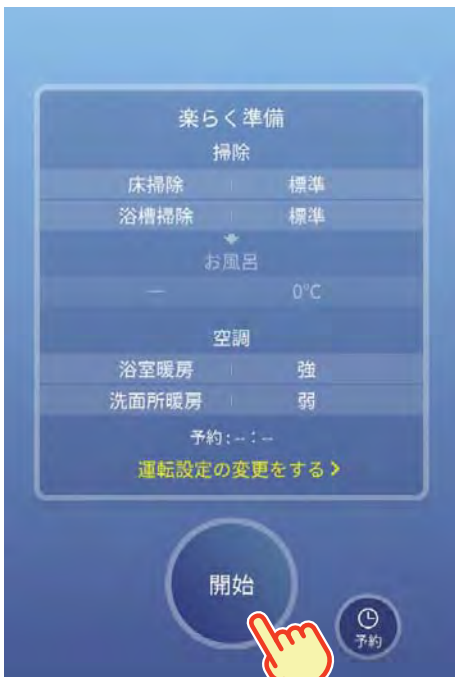 楽らく準備
掃除
床掃除 標準
浴槽掃除 標準
お風呂
— 0℃
空調
浴室暖房 強
洗面所暖房 弱
予約:--:--
運転設定の変更をする >
開始
予約